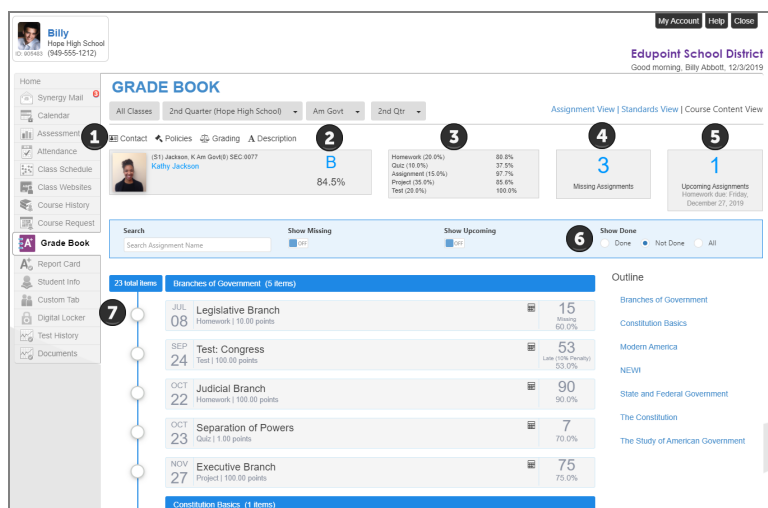 My Account Help Close
Billy
Hope High School
ID: 905483 (949-555-1212)
Edupoint School District
Good morning, Billy Abbott, 12/3/2019
Home
Synergy Mail 3
Calendar
Assessment
Attendance
Class Schedule
Class Websites
Course History
Course Request
Grade Book
Report Card
Student Info
Custom Tab
Digital Locker
Test History
Documents
GRADE BOOK
All Classes 2nd Quarter (Hope High School) Am Govt 2nd Qtr
Assignment View | Standards View | Course Content View
1 Contact Policies Grading A Description 2 3 4 5
(S1) Jackson, K Am Govt(0) SEC:0077
Kathy Jackson
B
84.5%
Homework (20.0%) 80.8%
Quiz (10.0%) 37.5%
Assignment (15.0%) 97.7%
Project (35.0%) 85.6%
Test (20.0%) 100.0%
3
Missing Assignments
1
Upcoming Assignments
Homework due: Friday,
December 27, 2019
Search Show Missing Show Upcoming Show Done
Search Assignment Name OFF OFF 6 Done Not Done All
23 total items Branches of Government (5 items)
7
JUL
08
Legislative Branch
Homework | 10.00 points
15
Missing
60.0%
SEP
24
Test: Congress
Test | 100.00 points
53
Late (10% Penalty)
53.0%
OCT
22
Judicial Branch
Homework | 100.00 points
90
90.0%
OCT
23
Separation of Powers
Quiz | 1.00 points
7
70.0%
NOV
27
Executive Branch
Project | 100.00 points
75
75.0%
Constitution Basics (1 items)
Outline
Branches of Government
Constitution Basics
Modern America
NEW!
State and Federal Government
The Constitution
The Study of American Government